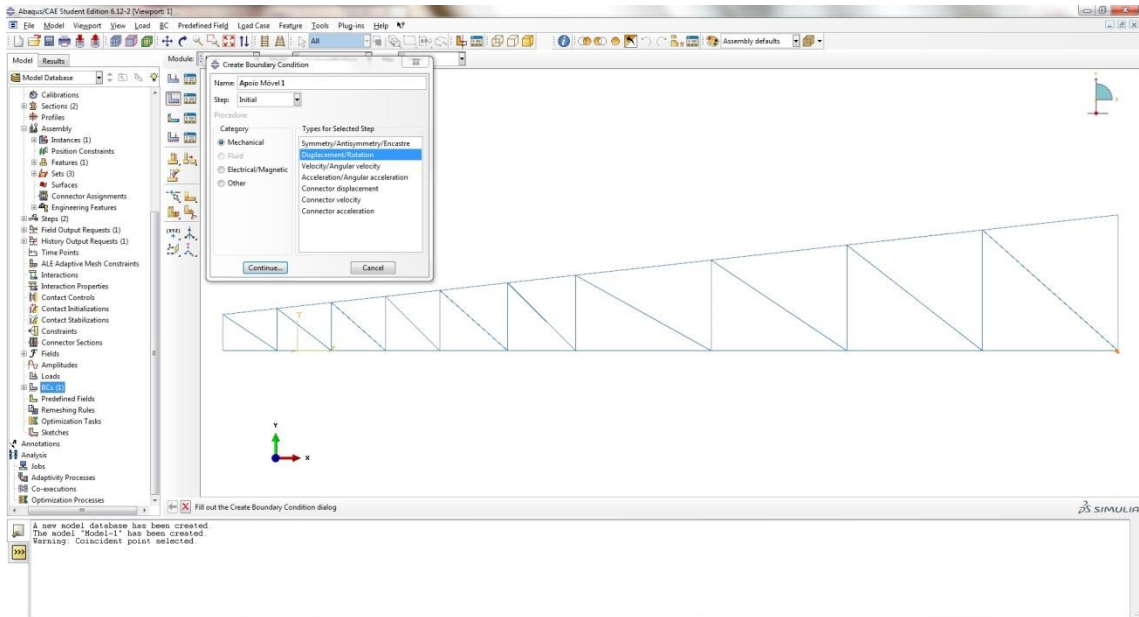 Abaqus/CAE Student Edition 6.12-2 [Viewport: 1]
File Model Viewport View Load BC Predefined Field Load Case Feature Tools Plug-ins Help
All
Assembly defaults
Model Results
Module:
Model Database
Calibrations
Sections (2)
Profiles
Assembly
Instances (1)
Position Constraints
Features (1)
Sets (3)
Surfaces
Connector Assignments
Engineering Features
Steps (2)
Field Output Requests (1)
History Output Requests (1)
Time Points
ALE Adaptive Mesh Constraints
Interactions
Interaction Properties
Contact Controls
Contact Initializations
Contact Stabilizations
Constraints
Connector Sections
Fields
Amplitudes
Loads
BCs (1)
Predefined Fields
Remeshing Rules
Optimization Tasks
Sketches
Annotations
Analysis
Jobs
Adaptivity Processes
Co-executions
Optimization Processes
Create Boundary Condition
Name: Apoio Móvel 1
Step: Initial
Procedure:
Category
Mechanical
Fluid
Electrical/Magnetic
Other
Types for Selected Step
Symmetry/Antisymmetry/Encastre
Displacement/Rotation
Velocity/Angular velocity
Acceleration/Angular acceleration
Connector displacement
Connector velocity
Connector acceleration
Continue...
Cancel
Y
Y
X
Fill out the Create Boundary Condition dialog
SIMULIA
A new model database has been created.
The model "Model-1" has been created.
Warning: Coincident point selected.